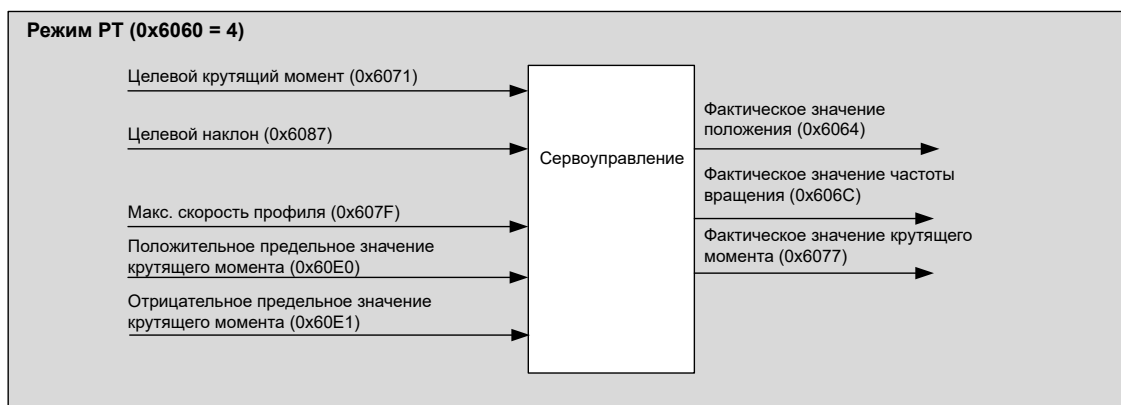 Режим PT (0x6060 = 4)
Целевой крутящий момент (0x6071)
Целевой наклон (0x6087)
Макс. скорость профиля (0x607F)
Положительное предельное значение
крутящего момента (0x60E0)
Отрицательное предельное значение
крутящего момента (0x60E1)
Сервоуправление
Фактическое значение
положения (0x6064)
Фактическое значение частоты
вращения (0x606C)
Фактическое значение крутящего
момента (0x6077)